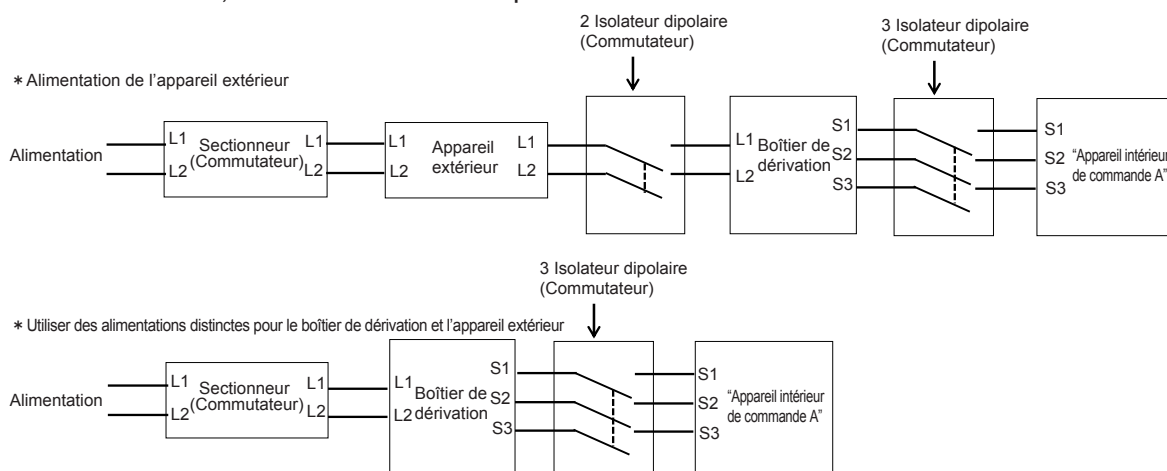 2 Isolateur dipolaire
(Commutateur)
3 Isolateur dipolaire
(Commutateur)
* Alimentation de l'appareil extérieur
Alimentation
L1
L2
Sectionneur
(Commutateur)
L1
L2
L1
L2
Appareil
extérieur
L1
L2
L1
L2
Boîtier de
dérivation
S1
S2
S3
S1
S2
S3
“Appareil intérieur
de commande A”
3 Isolateur dipolaire
(Commutateur)
* Utiliser des alimentations distinctes pour le boîtier de dérivation et l'appareil extérieur
Alimentation
L1
L2
Sectionneur
(Commutateur)
L1
L2
L1
L2
Boîtier de
dérivation
S1
S2
S3
S1
S2
S3
“Appareil intérieur
de commande A”